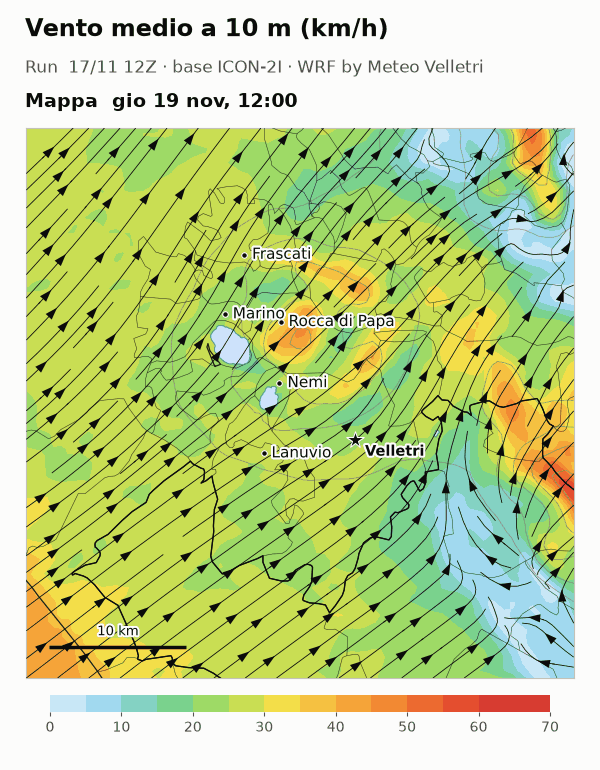 Vento medio a 10 m (km/h)
Run  17/11 12Z · base ICON-2I · WRF by Meteo Velletri
Mappa  gio 19 nov, 12:00
Frascati
Marino
Rocca di Papa
Nemi
Lanuvio
Velletri
10 km
0 10 20 30 40 50 60 70